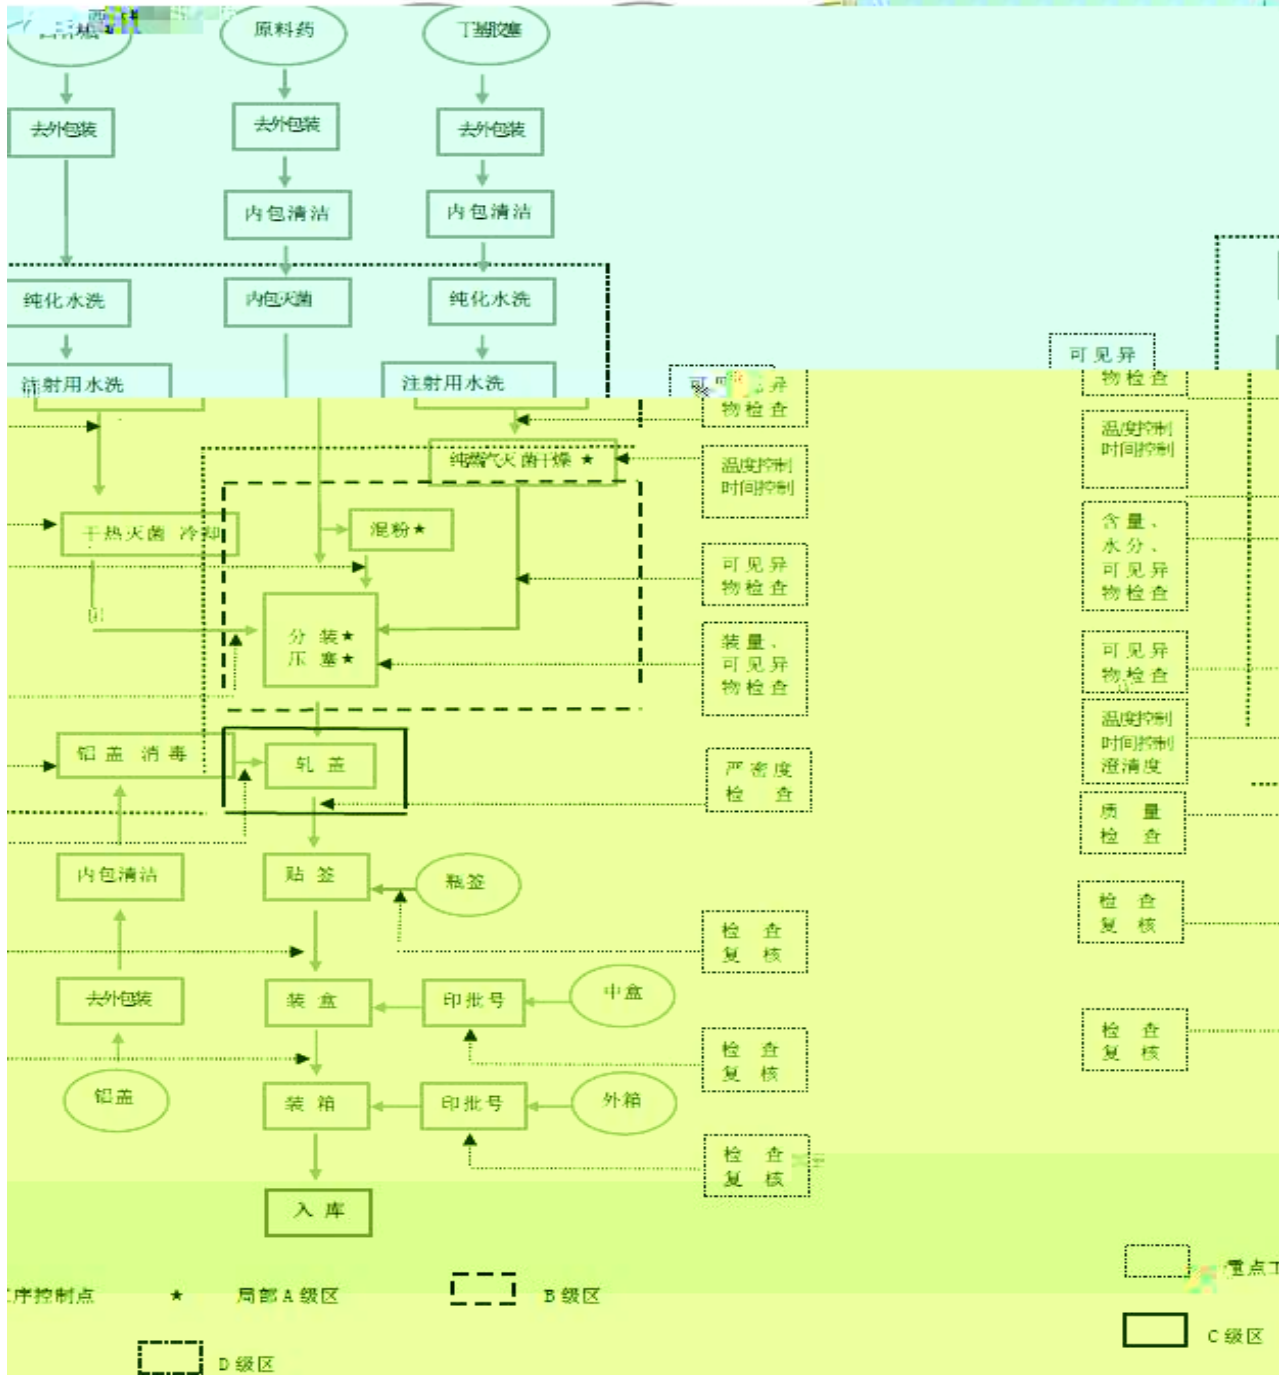 原料药
丁基胶塞
去外包装
去外包装
去外包装
内包清洁
内包清洁
纯化水洗
内包灭菌
纯化水洗
注射用水洗
注射用水洗
可见异
物检查
物检查
纯蒸汽灭菌干燥★
温度控制
时间控制
温度控制
时间控制
干热灭菌 冷却
混粉★
可见异
物检查
含量、
水分、
可见异
物检查
分装★
压塞★
装量、
可见异
物检查
可见异
物检查
铝盖消毒
轧盖
严密度
检查
温度控制
时间控制
澄清度
质量
检查
内包清洁
贴签
瓶签
检查
复核
检查
复核
去外包装
装盒
印批号
中盒
检查
复核
检查
复核
铝盖
装箱
印批号
外箱
检查
复核
入库
重点工
序控制点
★
局部A级区
B级区
C级区
D级区